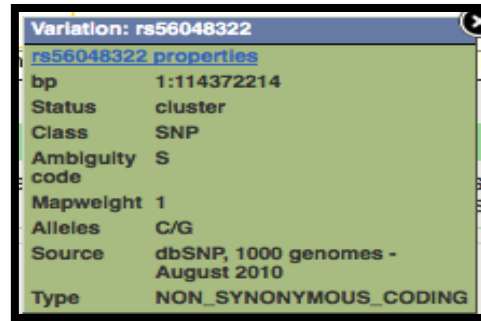 Variation: rs56048322
rs56048322 properties
bp 1:114372214
Status cluster
Class SNP
Ambiguity S
code
Mapweight 1
Alleles C/G
Source dbSNP, 1000 genomes -
August 2010
Type NON_SYNONYMOUS_CODING